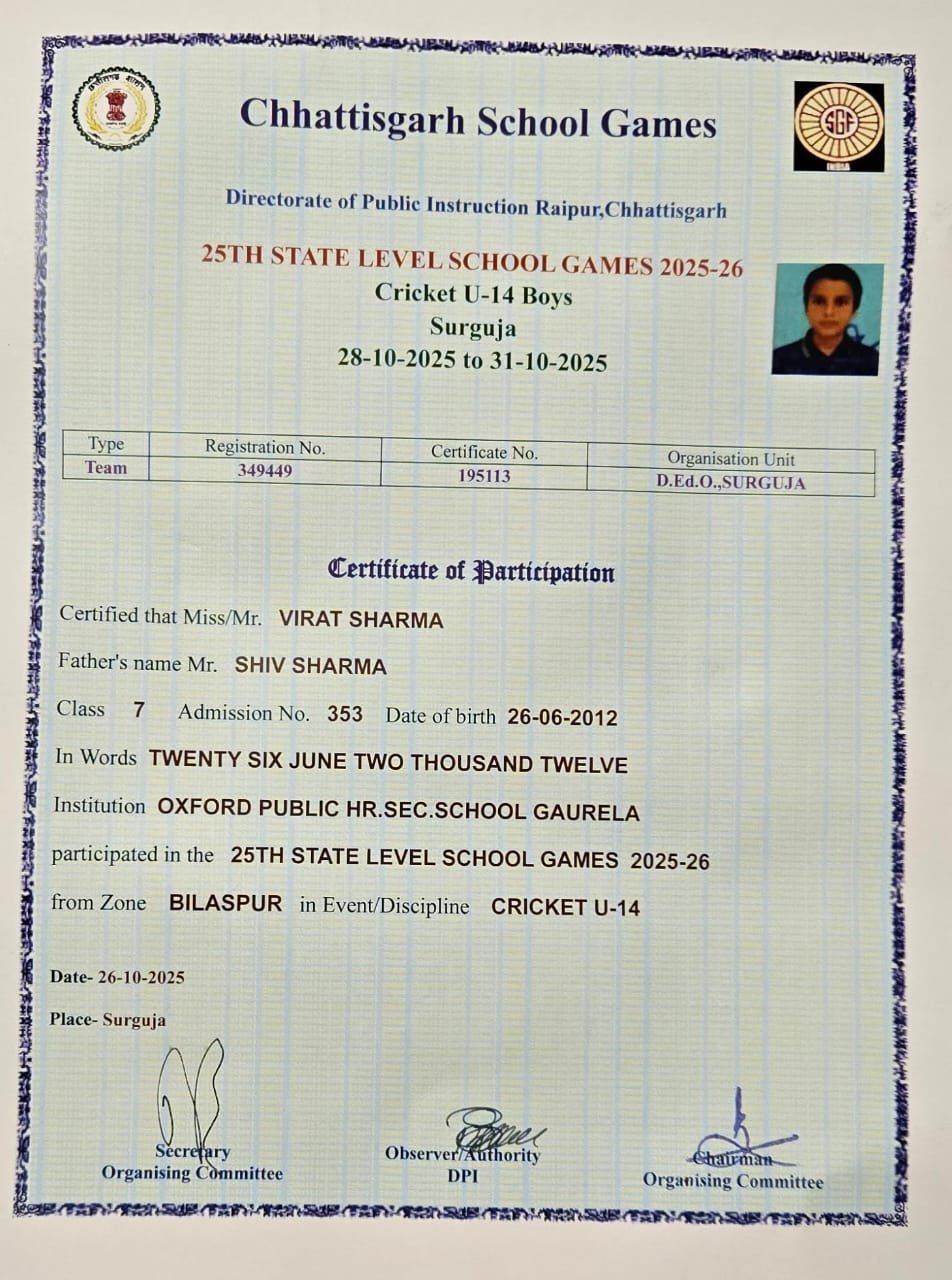 छत्तीसगढ़ शासन
Chhattisgarh School Games
SGF
INDIA
Directorate of Public Instruction Raipur,Chhattisgarh
25TH STATE LEVEL SCHOOL GAMES 2025-26
Cricket U-14 Boys
Surguja
28-10-2025 to 31-10-2025
Type Registration No. Certificate No. Organisation Unit
Team 349449 195113 D.Ed.O.,SURGUJA
Certificate of Participation
Certified that Miss/Mr. VIRAT SHARMA
Father's name Mr. SHIV SHARMA
Class 7 Admission No. 353 Date of birth 26-06-2012
In Words TWENTY SIX JUNE TWO THOUSAND TWELVE
Institution OXFORD PUBLIC HR.SEC.SCHOOL GAURELA
participated in the 25TH STATE LEVEL SCHOOL GAMES 2025-26
from Zone BILASPUR in Event/Discipline CRICKET U-14
Date- 26-10-2025
Place- Surguja
Secretary
Organising Committee
Observer/Authority
DPI
Chairman
Organising Committee